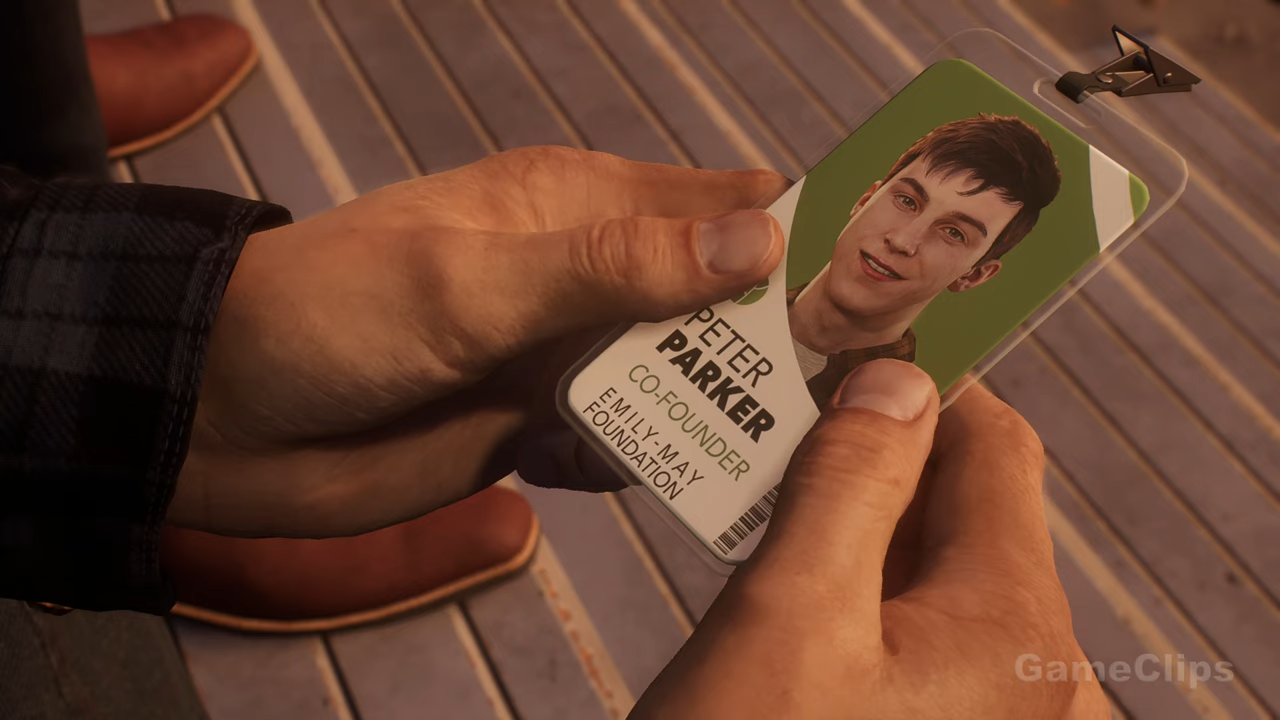 PETER
PARKER
CO-FOUNDER
EMILY-MAY
FOUNDATION
GameClips